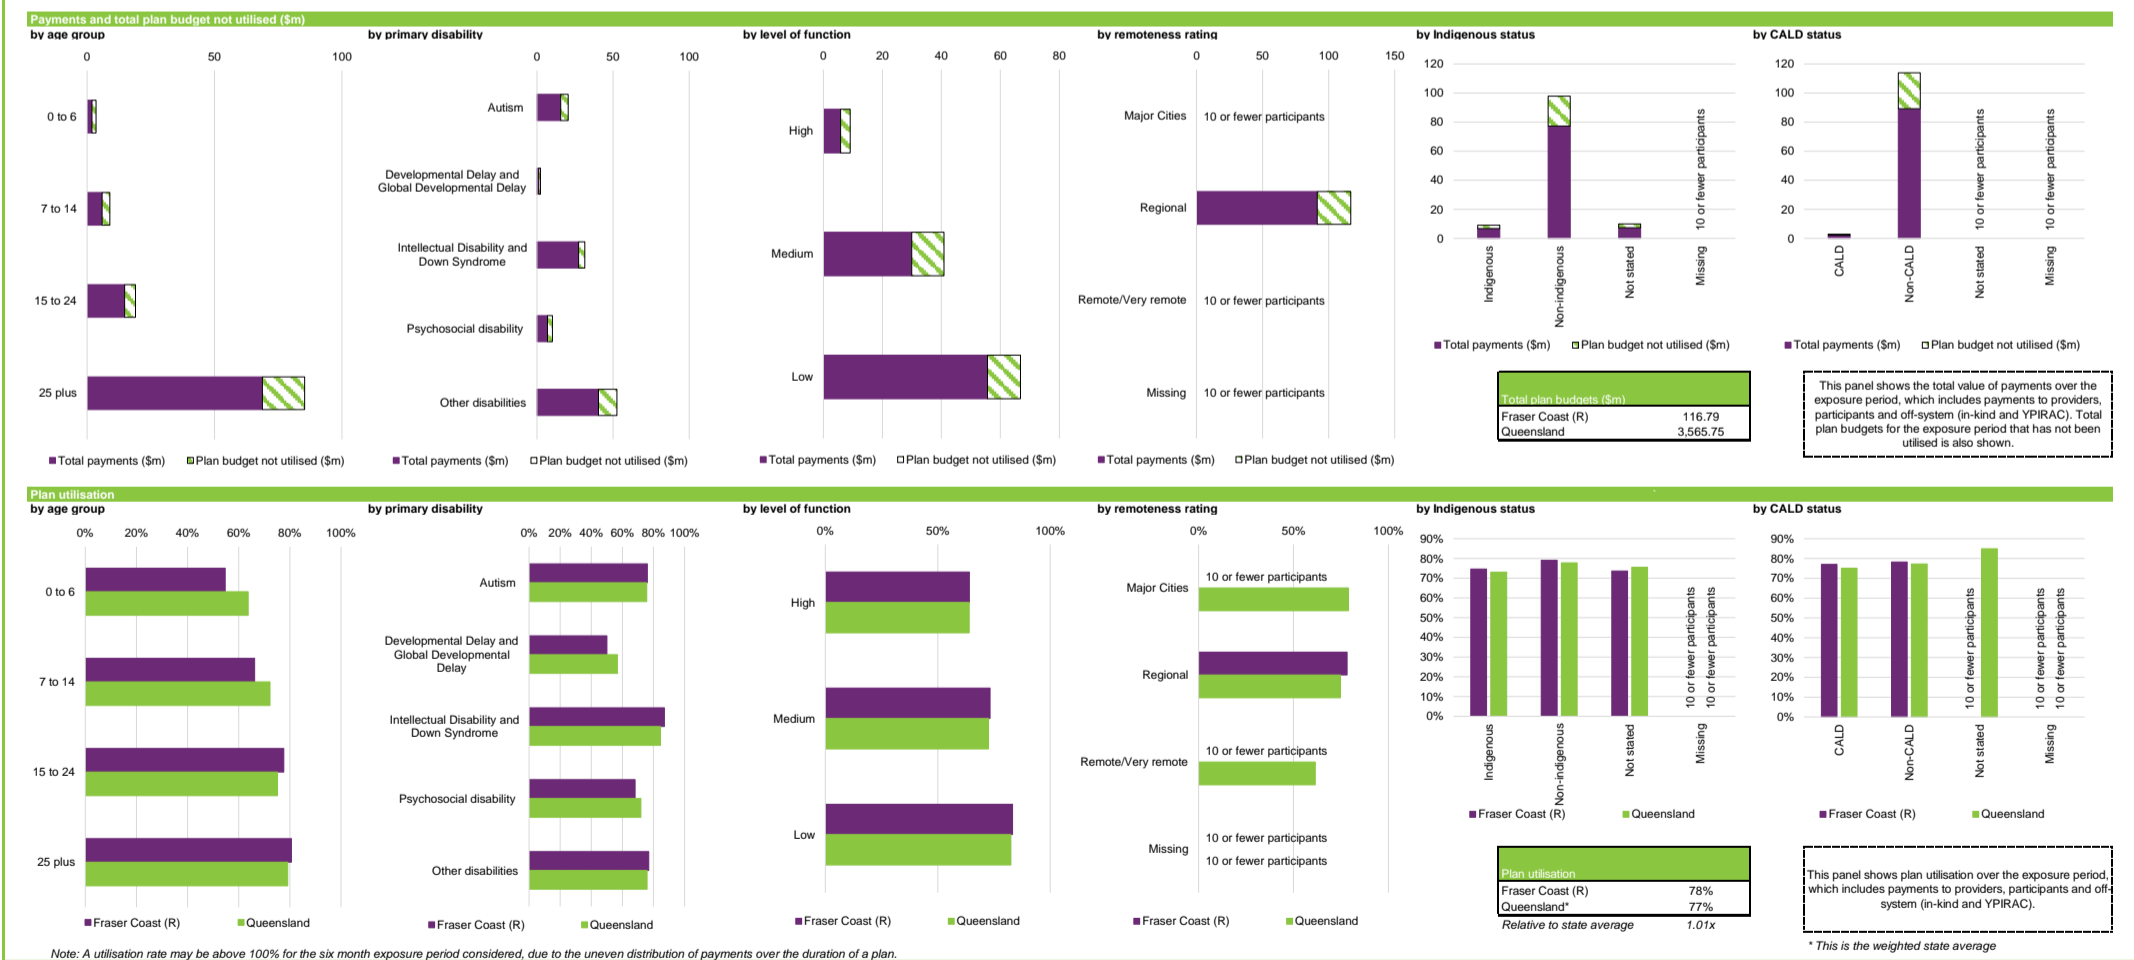 Payments and total plan budget not utilised ($m)
by age group
0 50 100
0 to 6
7 to 14
15 to 24
25 plus
Total payments ($m) Plan budget not utilised ($m)
by primary disability
0 50 100
Autism
Developmental Delay and
Global Developmental Delay
Intellectual Disability and
Down Syndrome
Psychosocial disability
Other disabilities
Total payments ($m) Plan budget not utilised ($m)
by level of function
0 20 40 60 80
High
Medium
Low
Total payments ($m) Plan budget not utilised ($m)
by remoteness rating
0 50 100 150
Major Cities 10 or fewer participants
Regional
Remote/Very remote 10 or fewer participants
Missing 10 or fewer participants
Total payments ($m) Plan budget not utilised ($m)
by Indigenous status
120
100
80
60
40
20
0
10 or fewer participants
Indigenous
Non-indigenous
Not stated
Missing
Total payments ($m) Plan budget not utilised ($m)
Total plan budgets ($m)
Fraser Coast (R) 116.79
Queensland 3,565.75
by CALD status
120
100
80
60
40
20
0
10 or fewer participants
10 or fewer participants
CALD
Non-CALD
Not stated
Missing
Total payments ($m) Plan budget not utilised ($m)
This panel shows the total value of payments over the
exposure period, which includes payments to providers,
participants and off-system (in-kind and YPIRAC). Total
plan budgets for the exposure period that has not been
utilised is also shown.
Plan utilisation
by age group
0% 20% 40% 60% 80% 100%
0 to 6
7 to 14
15 to 24
25 plus
Fraser Coast (R) Queensland
by primary disability
0% 20% 40% 60% 80% 100%
Autism
Developmental Delay and
Global Developmental
Delay
Intellectual Disability and
Down Syndrome
Psychosocial disability
Other disabilities
Fraser Coast (R) Queensland
by level of function
0% 50% 100%
High
Medium
Low
Fraser Coast (R) Queensland
by remoteness rating
0% 50% 100%
10 or fewer participants
Major Cities
Regional
10 or fewer participants
Remote/Very remote
10 or fewer participants
Missing
10 or fewer participants
Fraser Coast (R) Queensland
by Indigenous status
90%
80%
70%
60%
50%
40%
30%
20%
10%
0%
10 or fewer participants
10 or fewer participants
Indigenous
Non-indigenous
Not stated
Missing
Fraser Coast (R) Queensland
Plan utilisation
Fraser Coast (R) 78%
Queensland* 77%
Relative to state average 1.01x
by CALD status
90%
80%
70%
60%
50%
40%
30%
20%
10%
0%
10 or fewer participants
10 or fewer participants
10 or fewer participants
CALD
Non-CALD
Not stated
Missing
Fraser Coast (R) Queensland
This panel shows plan utilisation over the exposure period,
which includes payments to providers, participants and off-
system (in-kind and YPIRAC).
* This is the weighted state average
Note: A utilisation rate may be above 100% for the six month exposure period considered, due to the uneven distribution of payments over the duration of a plan.